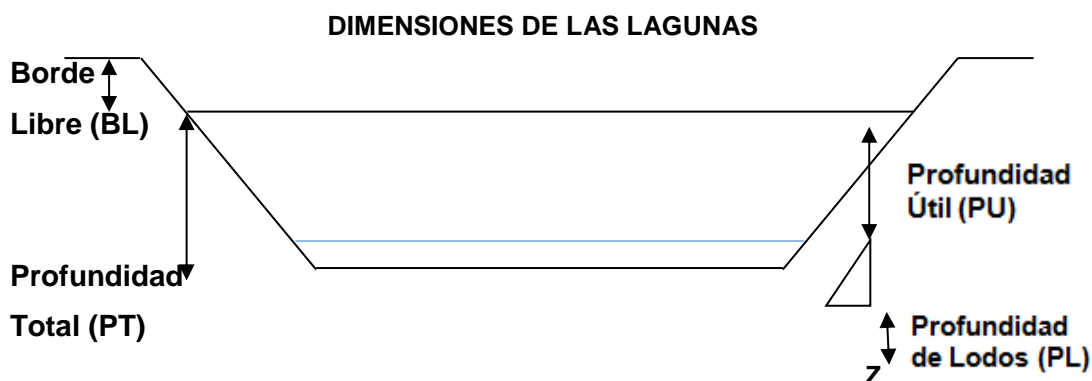 DIMENSIONES DE LAS LAGUNAS
Borde
Libre (BL)
Profundidad
Útil (PU)
Profundidad
Total (PT)
Profundidad
de Lodos (PL)
Z